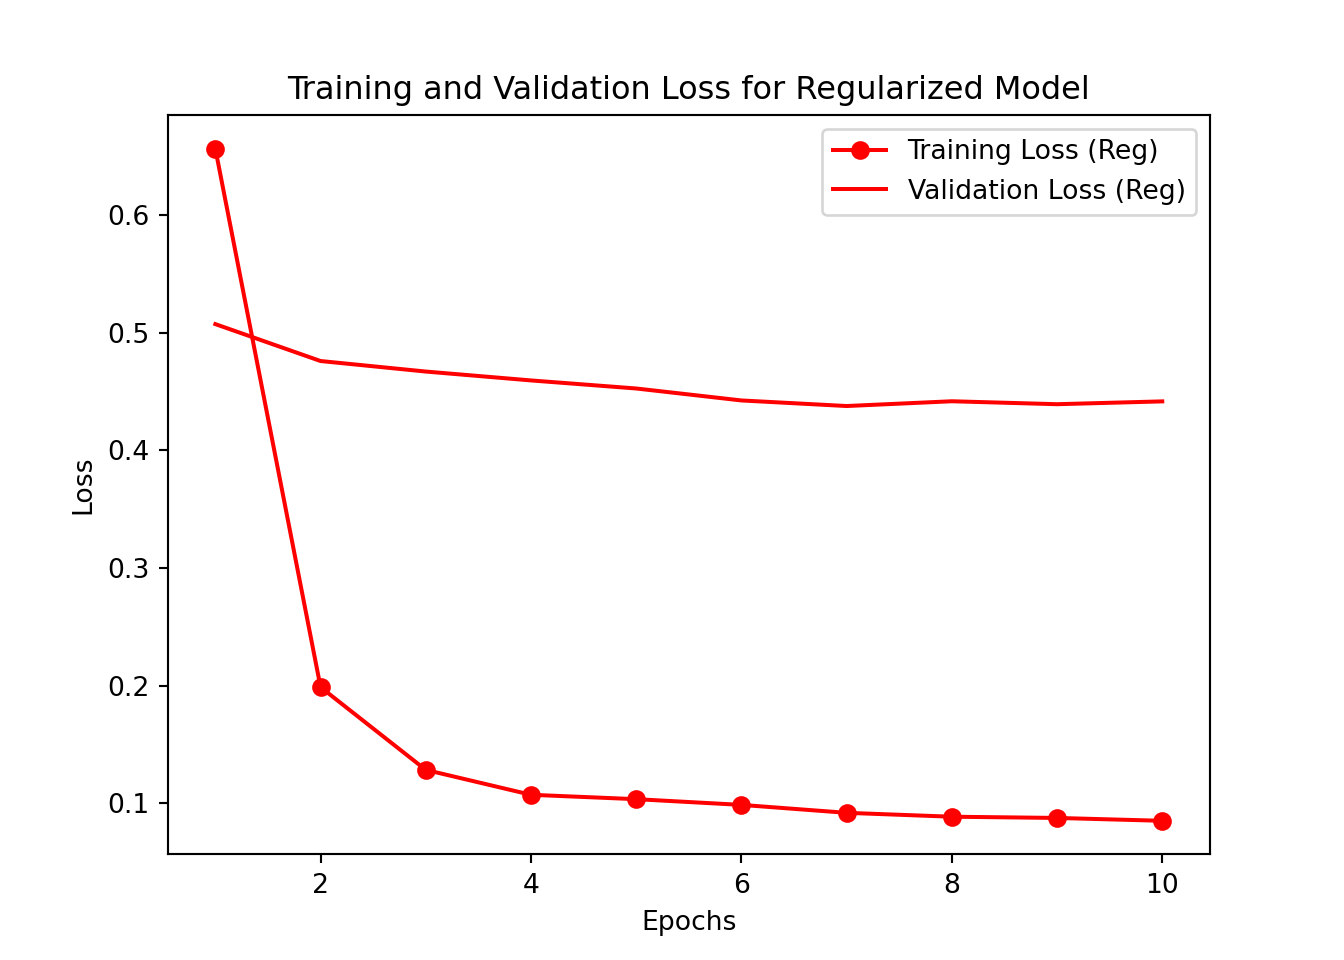 Training and Validation Loss for Regularized Model
Training Loss (Reg)
Validation Loss (Reg)
Loss
0.6
0.5
0.4
0.3
0.2
0.1
2 4 6 8 10
Epochs